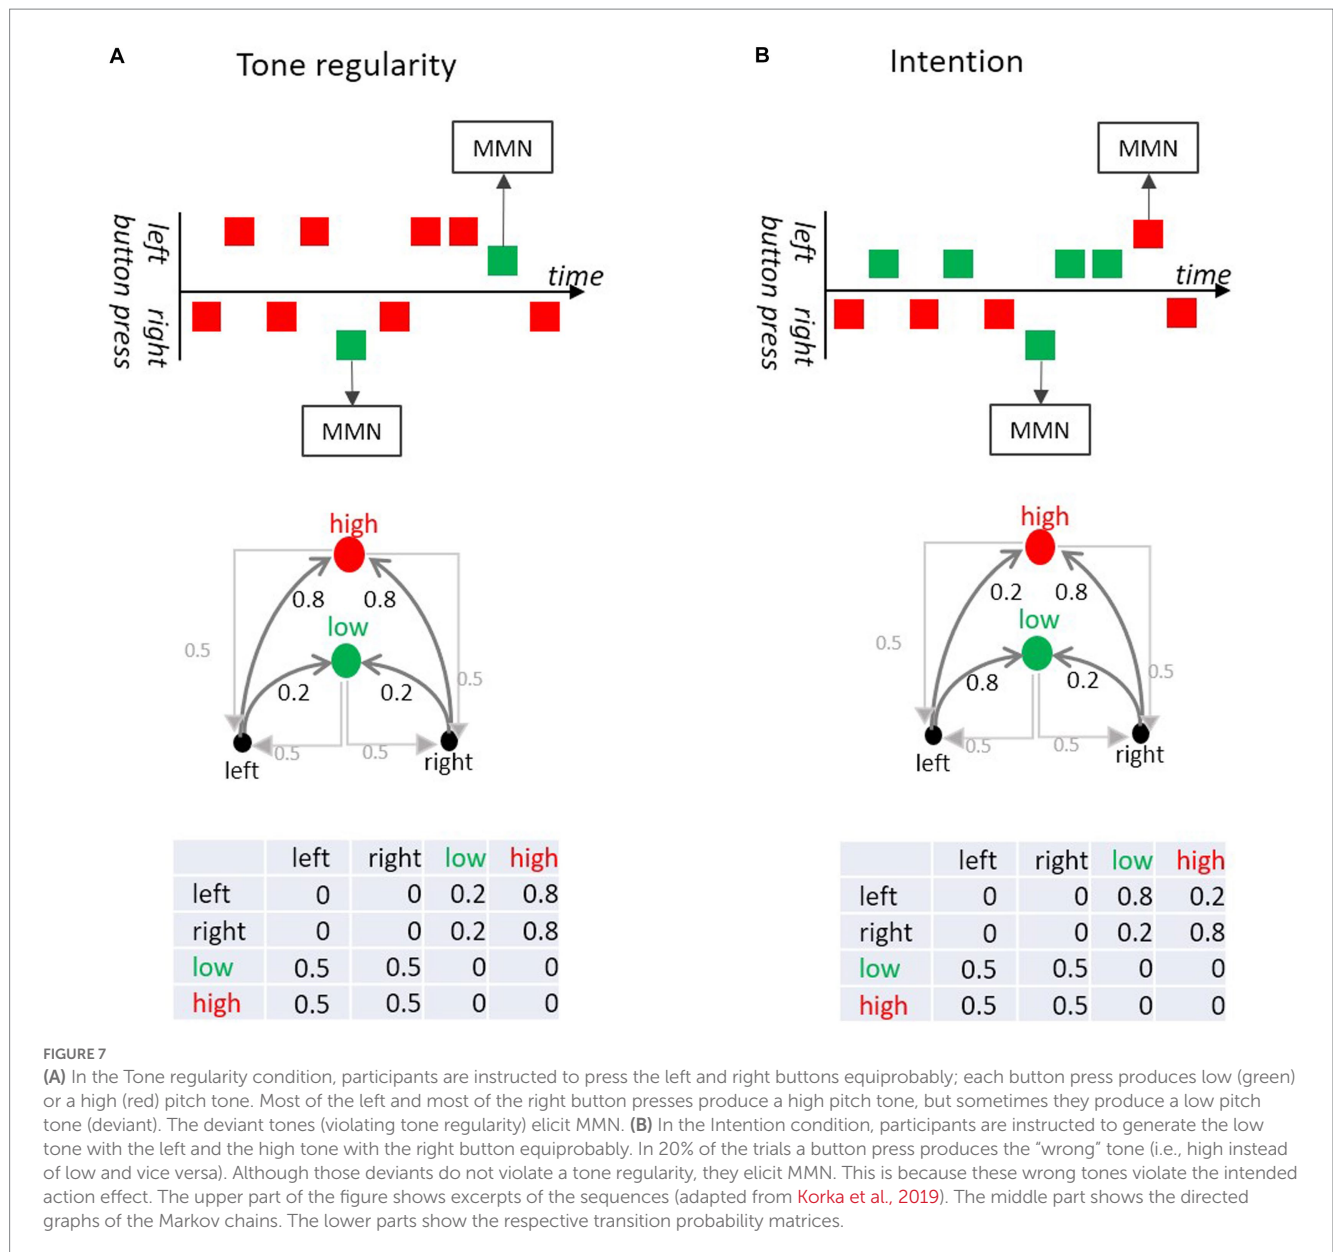 A
Tone regularity
MMN
left
right
button press
time
MMN
high
0.8 0.8
low
0.5
0.5
0.2 0.2
0.5 0.5
left right
left right low high
left 0 0 0.2 0.8
right 0 0 0.2 0.8
low 0.5 0.5 0 0
high 0.5 0.5 0 0
B
Intention
MMN
left
right
button press
time
MMN
high
0.2 0.8
low
0.5
0.5
0.8 0.2
0.5 0.5
left right
left right low high
left 0 0 0.8 0.2
right 0 0 0.2 0.8
low 0.5 0.5 0 0
high 0.5 0.5 0 0
FIGURE 7
(A) In the Tone regularity condition, participants are instructed to press the left and right buttons equiprobably; each button press produces low (green)
or a high (red) pitch tone. Most of the left and most of the right button presses produce a high pitch tone, but sometimes they produce a low pitch
tone (deviant). The deviant tones (violating tone regularity) elicit MMN. (B) In the Intention condition, participants are instructed to generate the low
tone with the left and the high tone with the right button equiprobably. In 20% of the trials a button press produces the “wrong” tone (i.e., high instead
of low and vice versa). Although those deviants do not violate a tone regularity, they elicit MMN. This is because these wrong tones violate the intended
action effect. The upper part of the figure shows excerpts of the sequences (adapted from Korka et al., 2019). The middle part shows the directed
graphs of the Markov chains. The lower parts show the respective transition probability matrices.